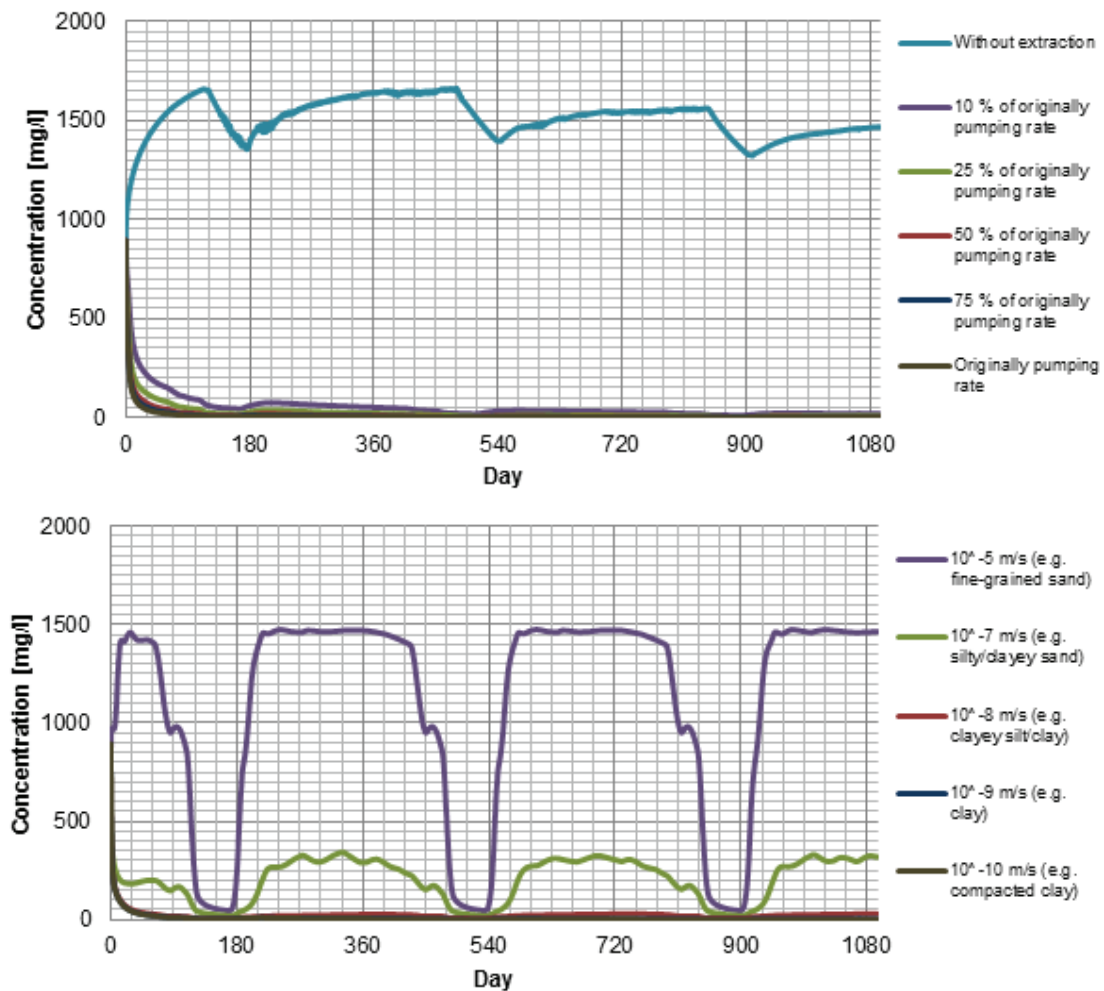 2000
1500
1000
500
0
Concentration [mg/l]
0 180 360 540 720 900 1080
Day
Without extraction
10 % of originally
pumping rate
25 % of originally
pumping rate
50 % of originally
pumping rate
75 % of originally
pumping rate
Originally pumping
rate
2000
1500
1000
500
0
Concentration [mg/l]
0 180 360 540 720 900 1080
Day
10^ -5 m/s (e.g.
fine-grained sand)
10^ -7 m/s (e.g.
silty/clayey sand)
10^ -8 m/s (e.g.
clayey silt/clay)
10^ -9 m/s (e.g.
clay)
10^ -10 m/s (e.g.
compacted clay)